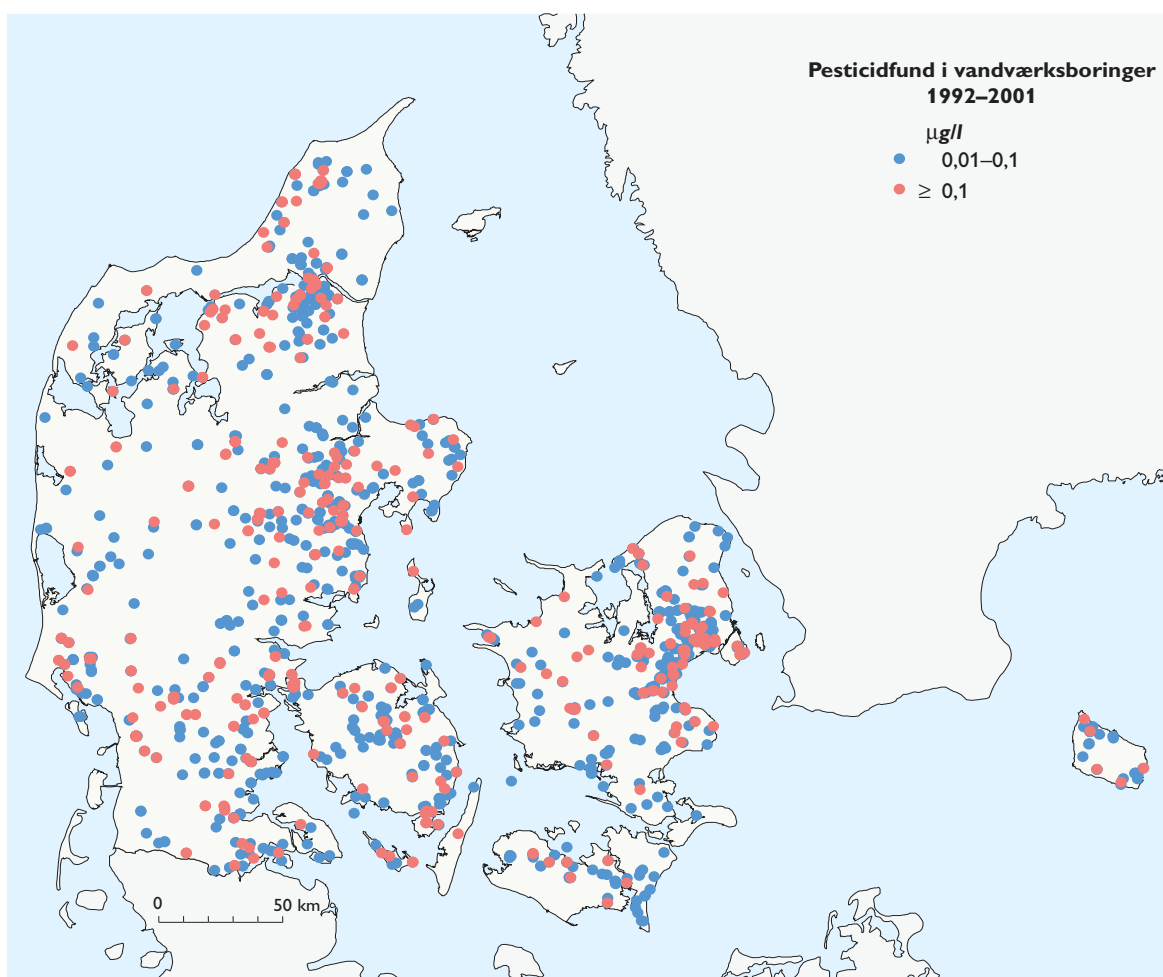 Pesticidfund i vandværksboringer
1992–2001
µg/l
0,01–0,1
≥ 0,1
0 50 km